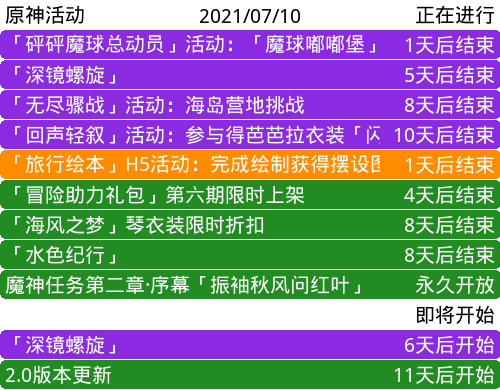 原神活动 2021/07/10 正在进行
「砰砰魔球总动员」活动：「魔球嘟嘟堡」 1天后结束
「深镜螺旋」 5天后结束
「无尽骤战」活动：海岛营地挑战 8天后结束
「回声轻叙」活动：参与得芭芭拉衣装「闪 10天后结束
「旅行绘本」H5活动：完成绘制获得摆设图 1天后结束
「冒险助力礼包」第六期限时上架 4天后结束
「海风之梦」琴衣装限时折扣 8天后结束
「水色纪行」 8天后结束
魔神任务第二章·序幕「振袖秋风问红叶」 永久开放
即将开始
「深镜螺旋」 6天后开始
2.0版本更新 11天后开始